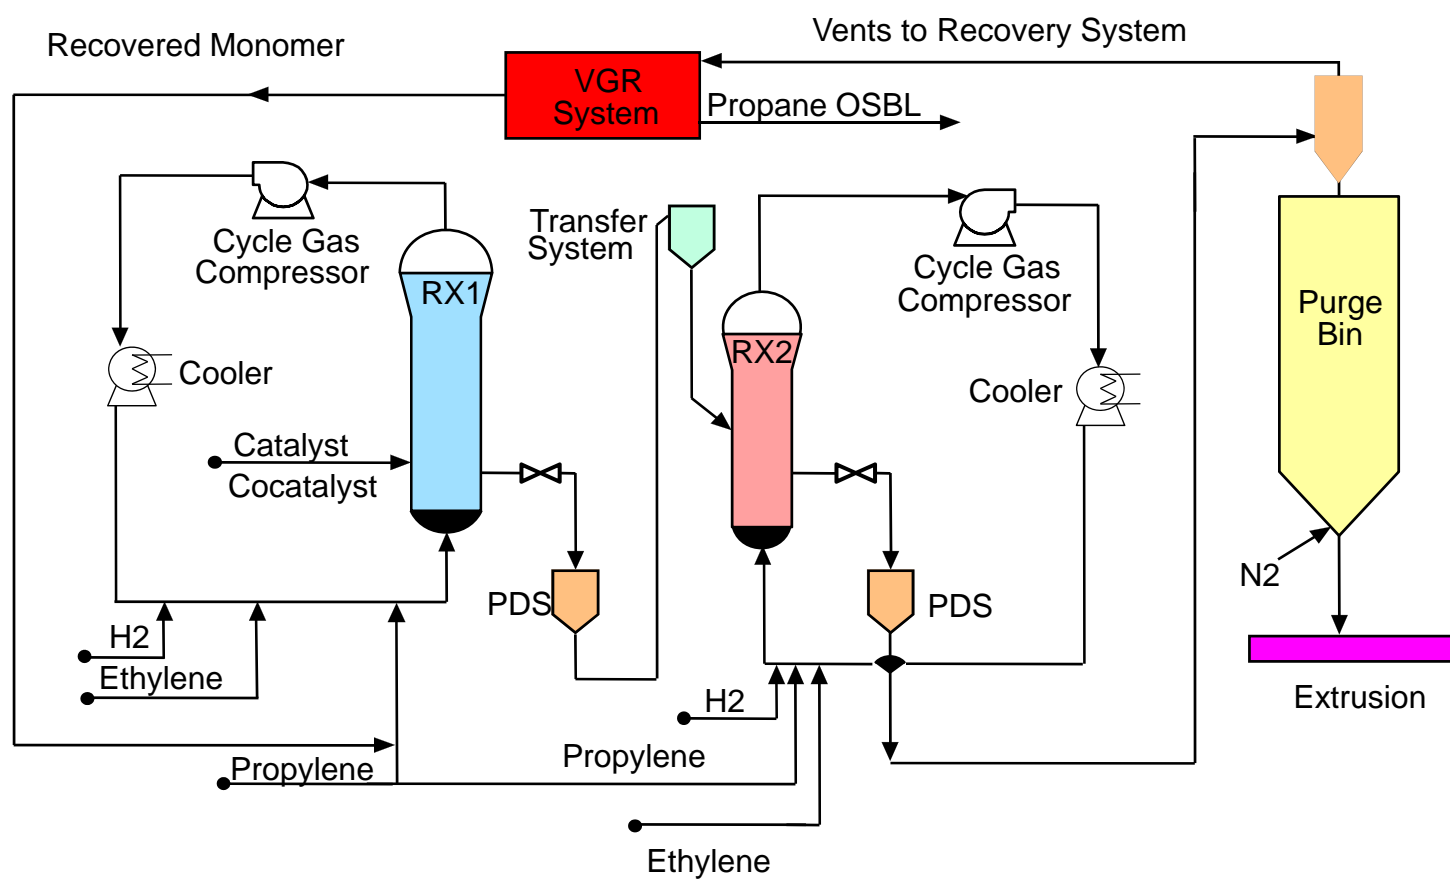 Vents to Recovery System
Recovered Monomer
VGR
System
Propane OSBL
Transfer
System
Cycle Gas
Compressor
Cycle Gas
Compressor
RX1
Purge
Bin
RX2
Cooler
Cooler
Catalyst
Cocatalyst
N2
PDS
PDS
H2
Ethylene
Extrusion
H2
Propylene
Propylene
Ethylene